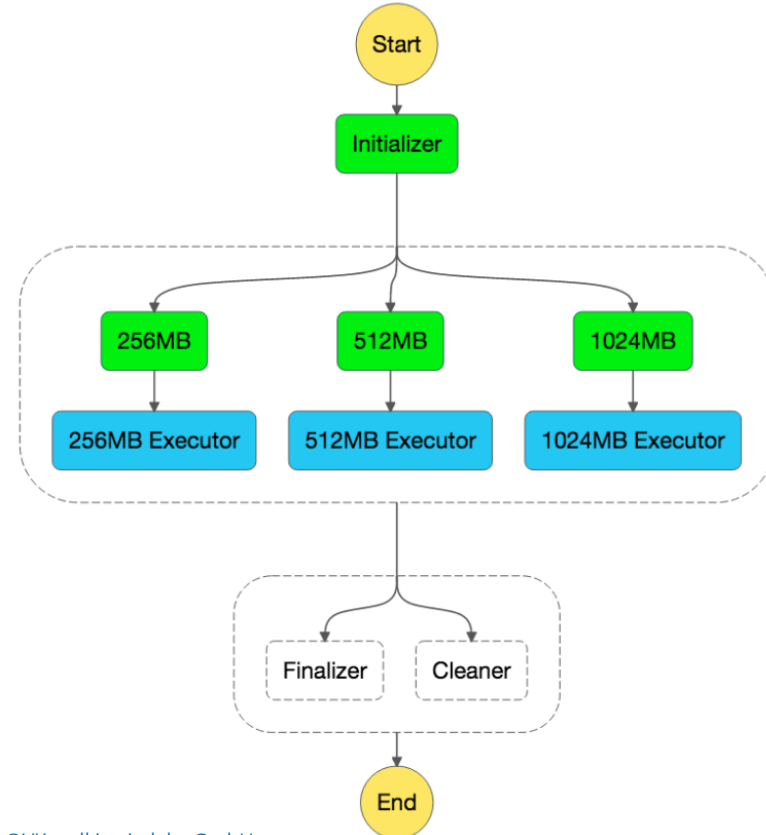 Start
Initializer
256MB 512MB 1024MB
256MB Executor 512MB Executor 1024MB Executor
Finalizer Cleaner
End